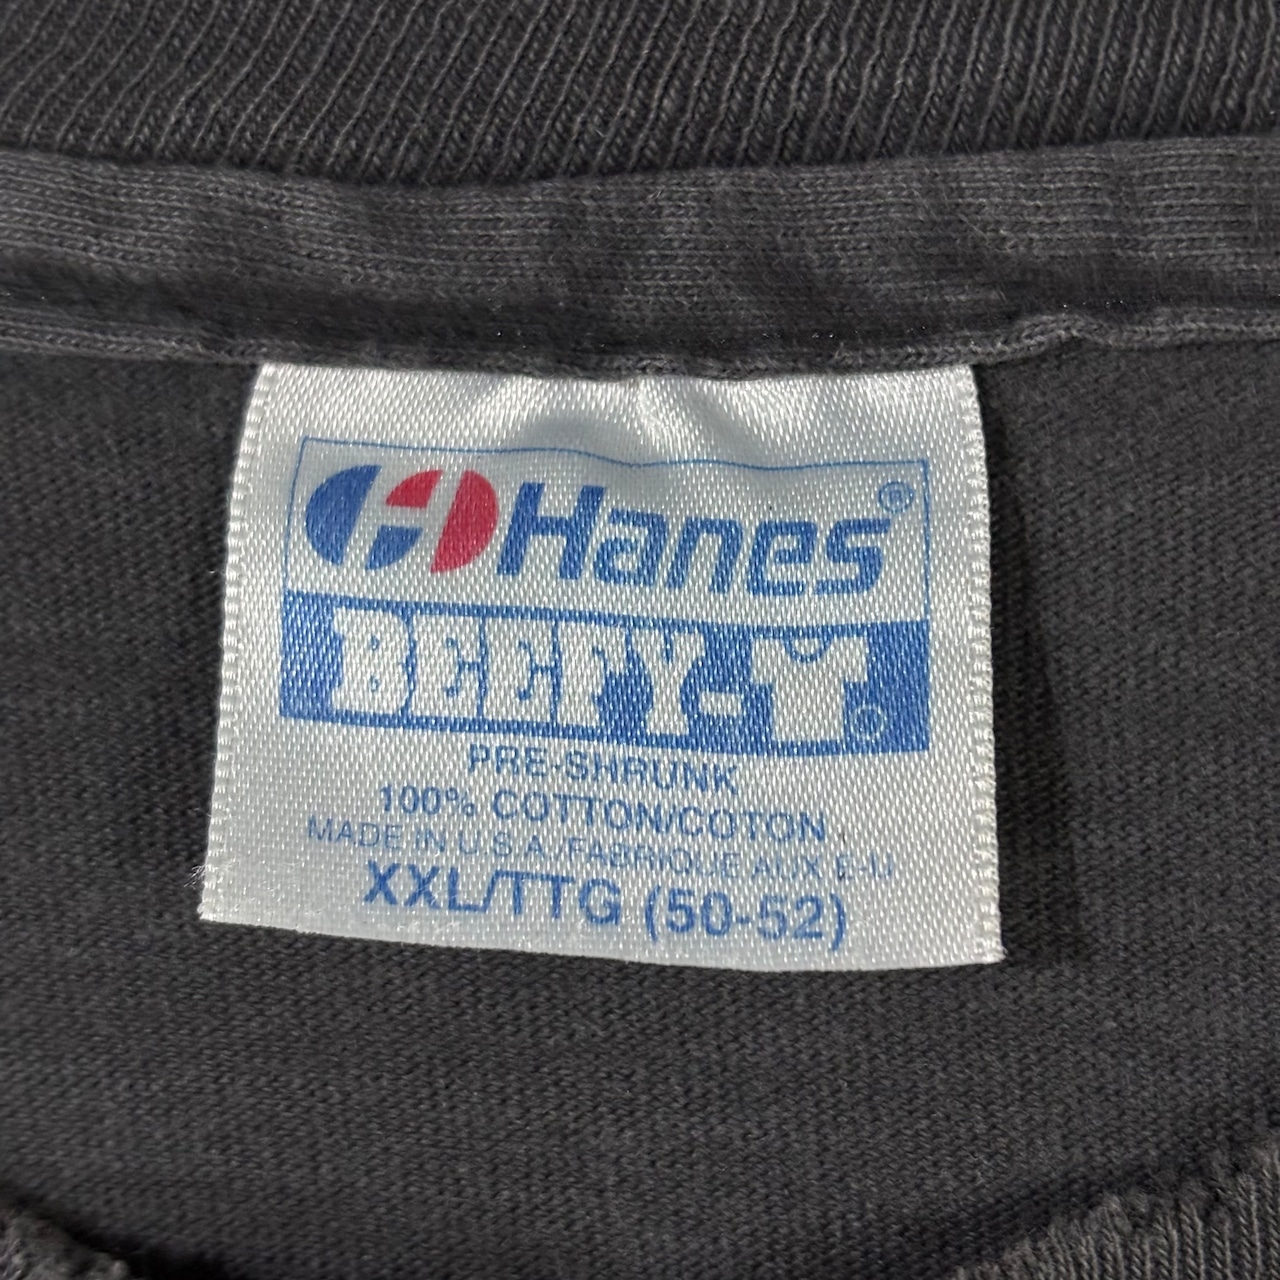 H Hanes®
BEEFY-T®
PRE-SHRUNK
100% COTTON/COTON
MADE IN U.S.A./FABRIQUE AUX E-U
XXL/TTG (50-52)